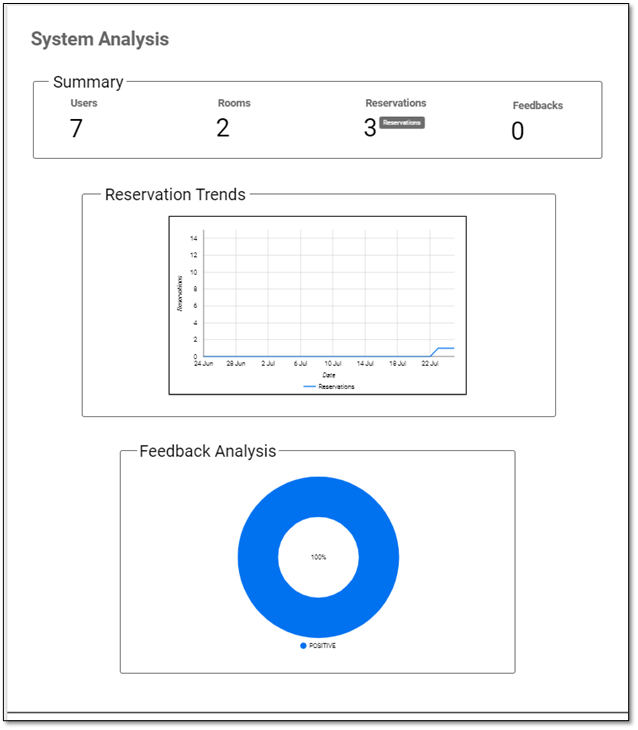 System Analysis
Summary
Users Rooms Reservations Feedbacks
7 2 3 Reservations 0
Reservation Trends
14
12
10
8
6
4
2
0
Reservations
24 Jun 28 Jun 2 Jul 6 Jul 10 Jul 14 Jul 18 Jul 22 Jul
Date
Reservations
Feedback Analysis
100%
POSITIVE